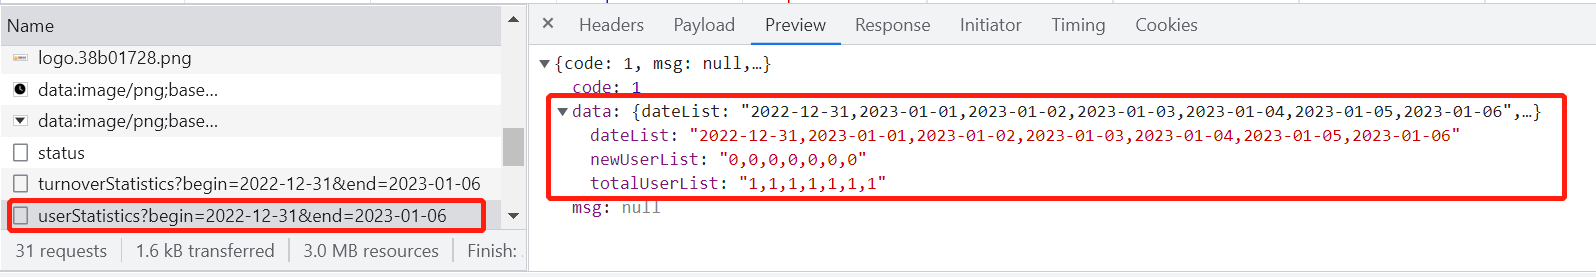 Name
logo.38b01728.png
data:image/png;base...
data:image/png;base...
status
turnoverStatistics?begin=2022-12-31&end=2023-01-06
userStatistics?begin=2022-12-31&end=2023-01-06
31 requests 1.6 kB transferred 3.0 MB resources Finish:
× Headers Payload Preview Response Initiator Timing Cookies
▼{code: 1, msg: null,…}
code: 1
▼data: {dateList: "2022-12-31,2023-01-01,2023-01-02,2023-01-03,2023-01-04,2023-01-05,2023-01-06",…}
dateList: "2022-12-31,2023-01-01,2023-01-02,2023-01-03,2023-01-04,2023-01-05,2023-01-06"
newUserList: "0,0,0,0,0,0,0"
totalUserList: "1,1,1,1,1,1,1"
msg: null